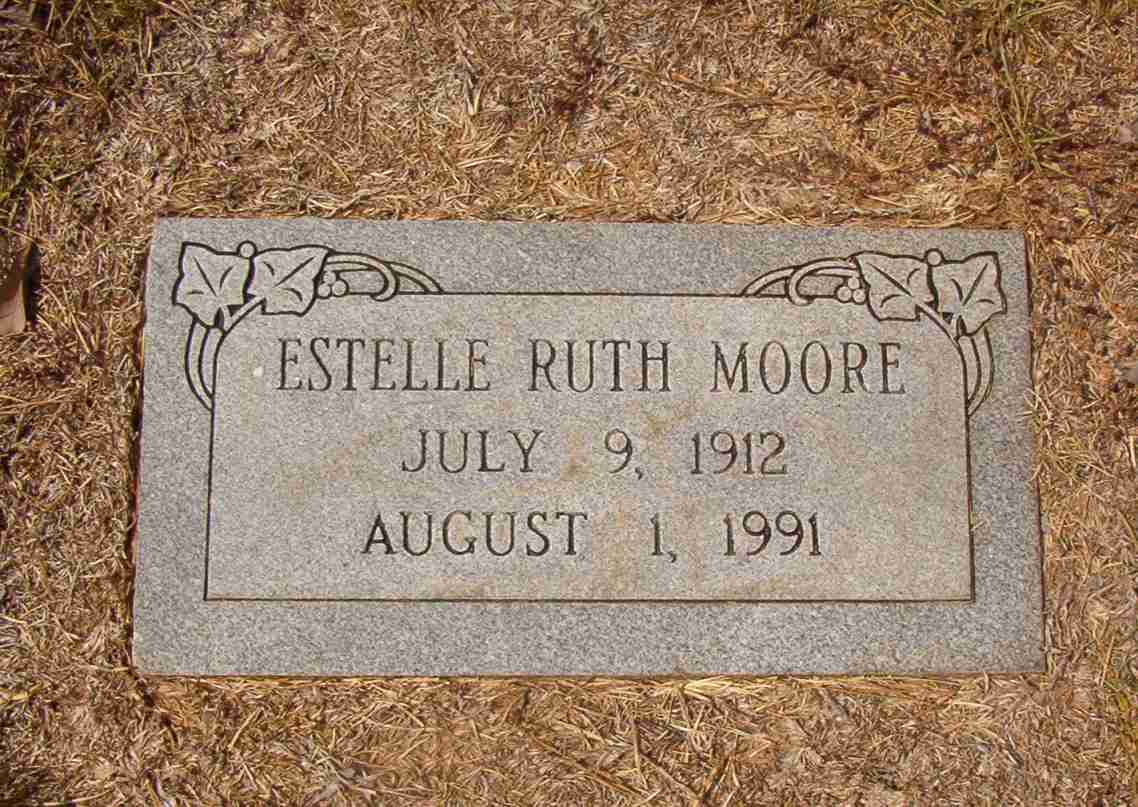 ESTELLE RUTH MOORE
JULY 9, 1912
AUGUST 1, 1991